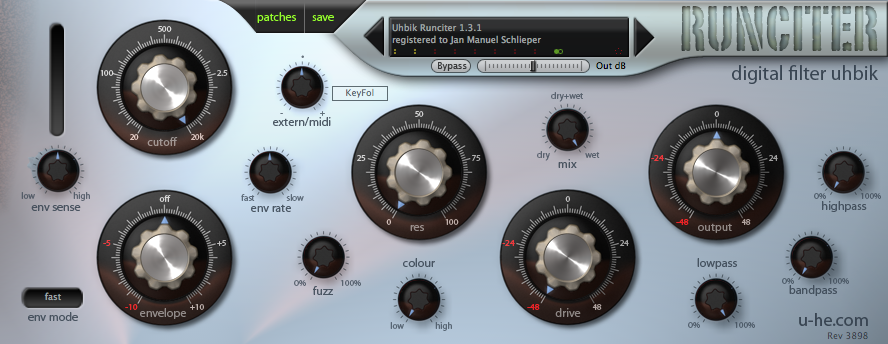 patches save
Uhbik Runciter 1.3.1
registered to Jan Manuel Schlieper
Bypass Out dB
RUNCITER
digital filter uhbik
500
100 2.5
20 20k
cutoff
KeyFol
- +
extern/midi
low high
env sense
fast slow
env rate
50
25 75
0 100
res
dry+wet
dry wet
mix
0
-24 24
-48 48
output
0% 100%
highpass
off
-5 +5
-10 +10
envelope
fast
env mode
0% 100%
fuzz
colour
low high
0
-24 24
-48 48
drive
lowpass
0% 100%
0% 100%
bandpass
u-he.com
Rev 3898